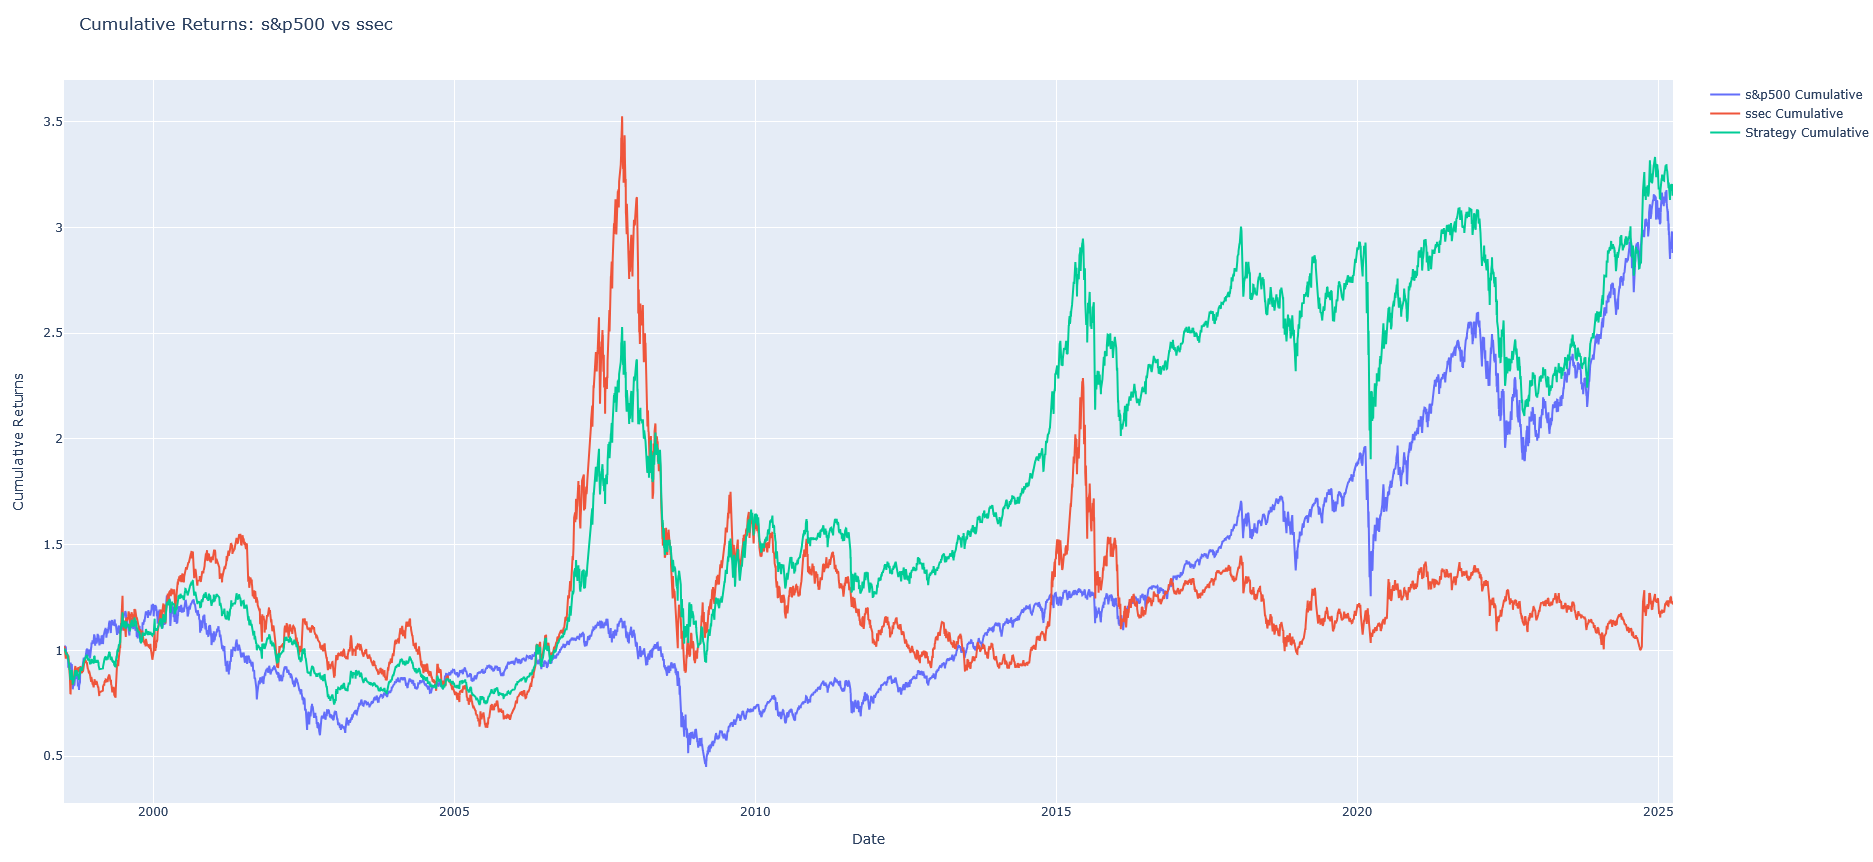 Cumulative Returns: s&p500 vs ssec
s&p500 Cumulative
ssec Cumulative
Strategy Cumulative
Cumulative Returns
3.5
3
2.5
2
1.5
1
0.5
2000
2005
2010
2015
2020
2025
Date